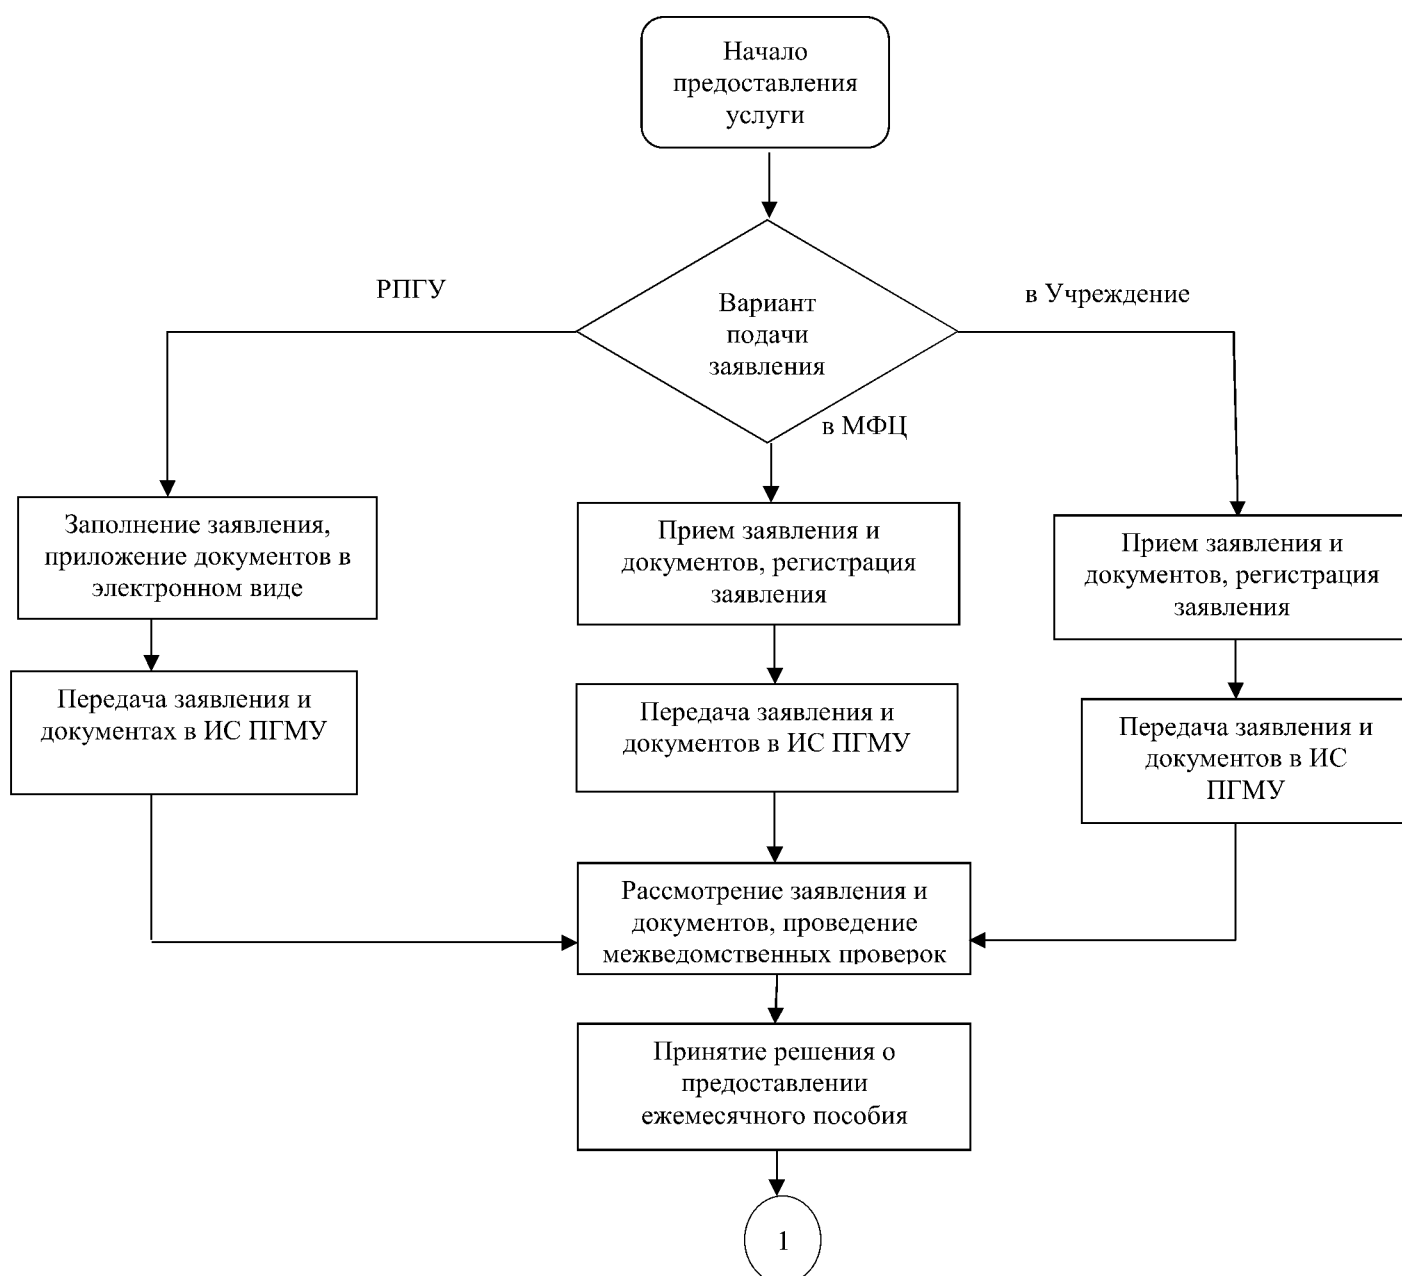 Начало
предоставления
услуги
РПГУ
в Учреждение
Вариант
подачи
заявления
в МФЦ
Заполнение заявления,
приложение документов в
электронном виде
Прием заявления и
документов, регистрация
заявления
Прием заявления и
документов, регистрация
заявления
Передача заявления и
документах в ИС ПГМУ
Передача заявления и
документов в ИС ПГМУ
Передача заявления и
документов в ИС
ПГМУ
Рассмотрение заявления и
документов, проведение
межведомственных проверок
Принятие решения о
предоставлении
ежемесячного пособия
1